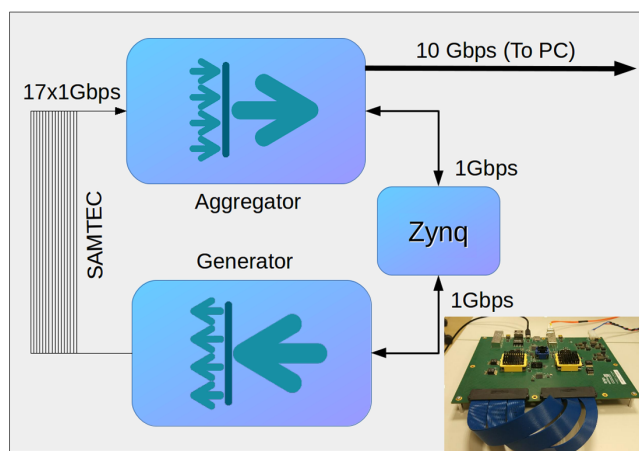 10 Gbps (To PC)
17x1Gbps
Aggregator
1Gbps
SAMTEC
Zynq
Generator
1Gbps